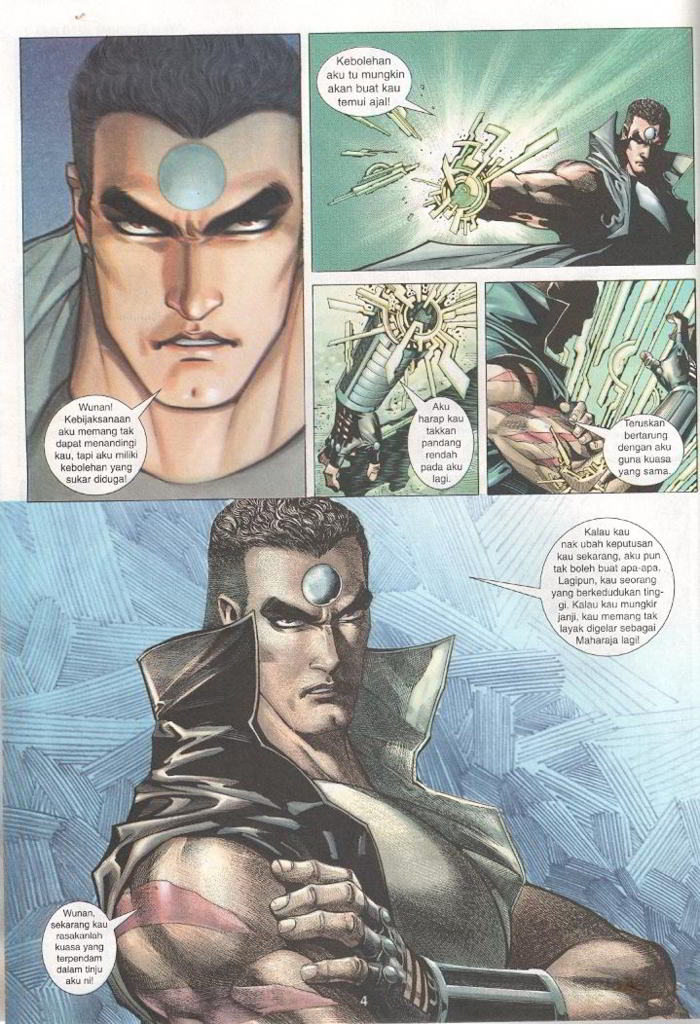 Wunan!
Kebijaksanaan
aku memang tak
dapat menandingi
kau, tapi aku miliki
kebolehan yang
sukar diduga!
Kebolehan
aku tu mungkin
akan buat kau
temui ajal!
Aku
harap kau
takkan
pandang
rendah
pada aku
lagi.
Teruskan
bertarung
dengan aku
guna kuasa
yang sama.
Kalau kau
nak ubah keputusan
kau sekarang, aku pun
tak boleh buat apa-apa.
Lagipun, kau seorang
yang berkedudukan ting-
gi. Kalau kau mungkir
janji, kau memang tak
layak digelar sebagai
Maharaja lagi!
Wunan,
sekarang kau
rasakanlah
kuasa yang
terpendam
dalam tinju
aku ni!
4